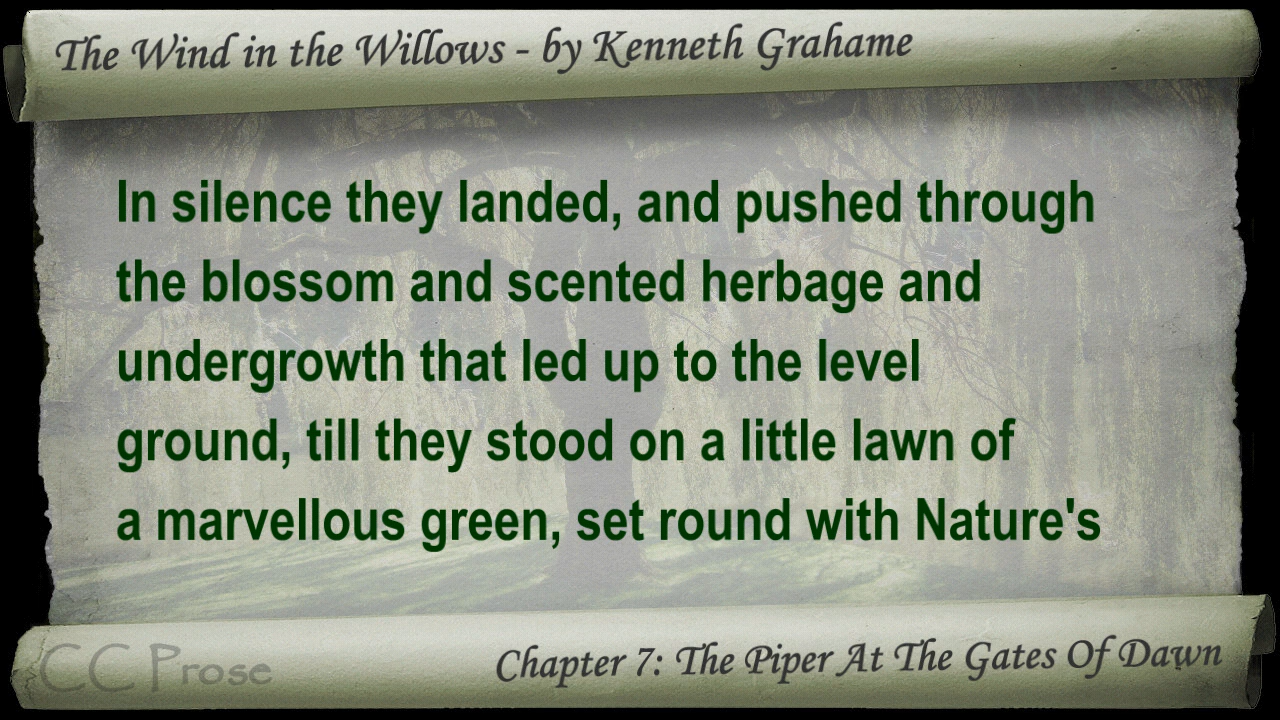 The Wind in the Willows - by Kenneth Grahame
In silence they landed, and pushed through
the blossom and scented herbage and
undergrowth that led up to the level
ground, till they stood on a little lawn of
a marvellous green, set round with Nature's
CC Prose
Chapter 7: The Piper At The Gates Of Dawn